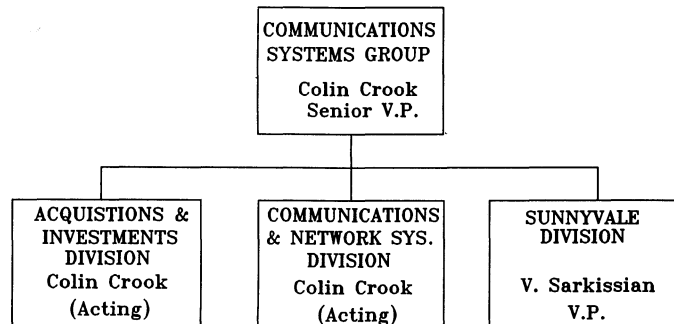 COMMUNICATIONS
SYSTEMS GROUP
Colin Crook
Senior V.P.
ACQUISTIONS &
INVESTMENTS
DIVISION
Colin Crook
(Acting)
COMMUNICATIONS
& NETWORK SYS.
DIVISION
Colin Crook
(Acting)
SUNNYVALE
DIVISION
V. Sarkissian
V.P.